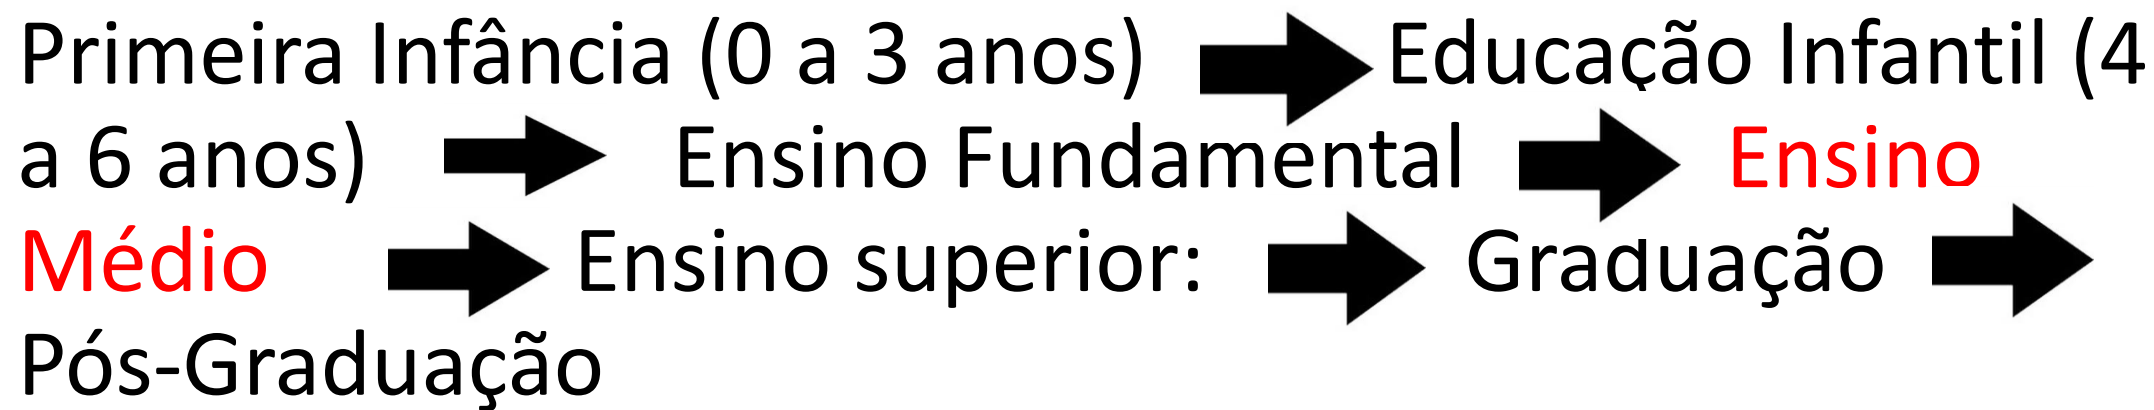 Primeira Infância (0 a 3 anos) Educação Infantil (4
a 6 anos) Ensino Fundamental Ensino
Médio Ensino superior: Graduação
Pós-Graduação